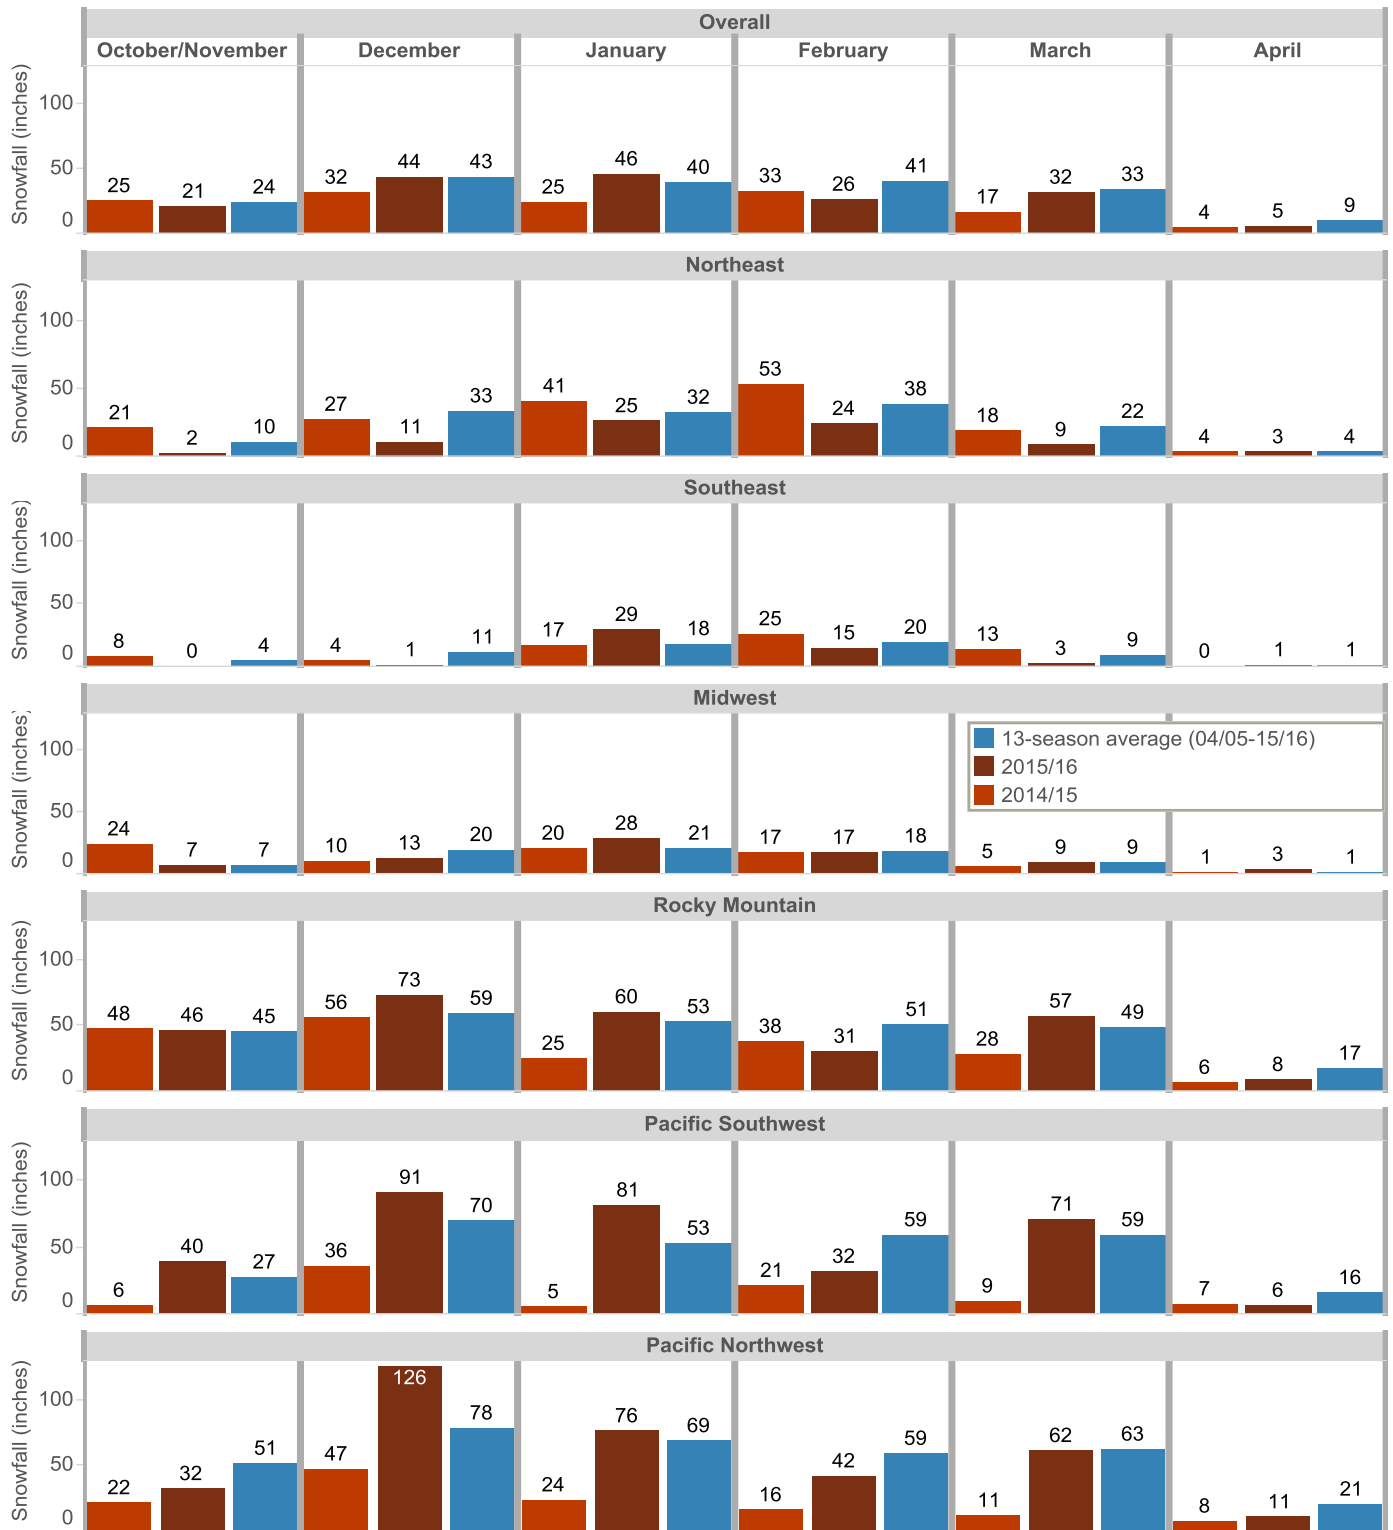 Overall
October/November December January February March April
Snowfall (inches)
100
50
0
25 21 24 32 44 43 25 46 40 33 26 41 17 32 33 4 5 9
Northeast
Snowfall (inches)
100
50
0
21 2 10 27 11 33 41 25 32 53 24 38 18 9 22 4 3 4
Southeast
Snowfall (inches)
100
50
0
8 0 4 4 1 11 17 29 18 25 15 20 13 3 9 0 1 1
Midwest
Snowfall (inches)
100
50
0
13-season average (04/05-15/16)
2015/16
2014/15
24 7 7 10 13 20 20 28 21 17 17 18 5 9 9 1 3 1
Rocky Mountain
Snowfall (inches)
100
50
0
48 46 45 56 73 59 25 60 53 38 31 51 28 57 49 6 8 17
Pacific Southwest
Snowfall (inches)
100
50
0
6 40 27 36 91 70 5 81 53 21 32 59 9 71 59 7 6 16
Pacific Northwest
Snowfall (inches)
100
50
0
22 32 51 47 126 78 24 76 69 16 42 59 11 62 63 8 11 21